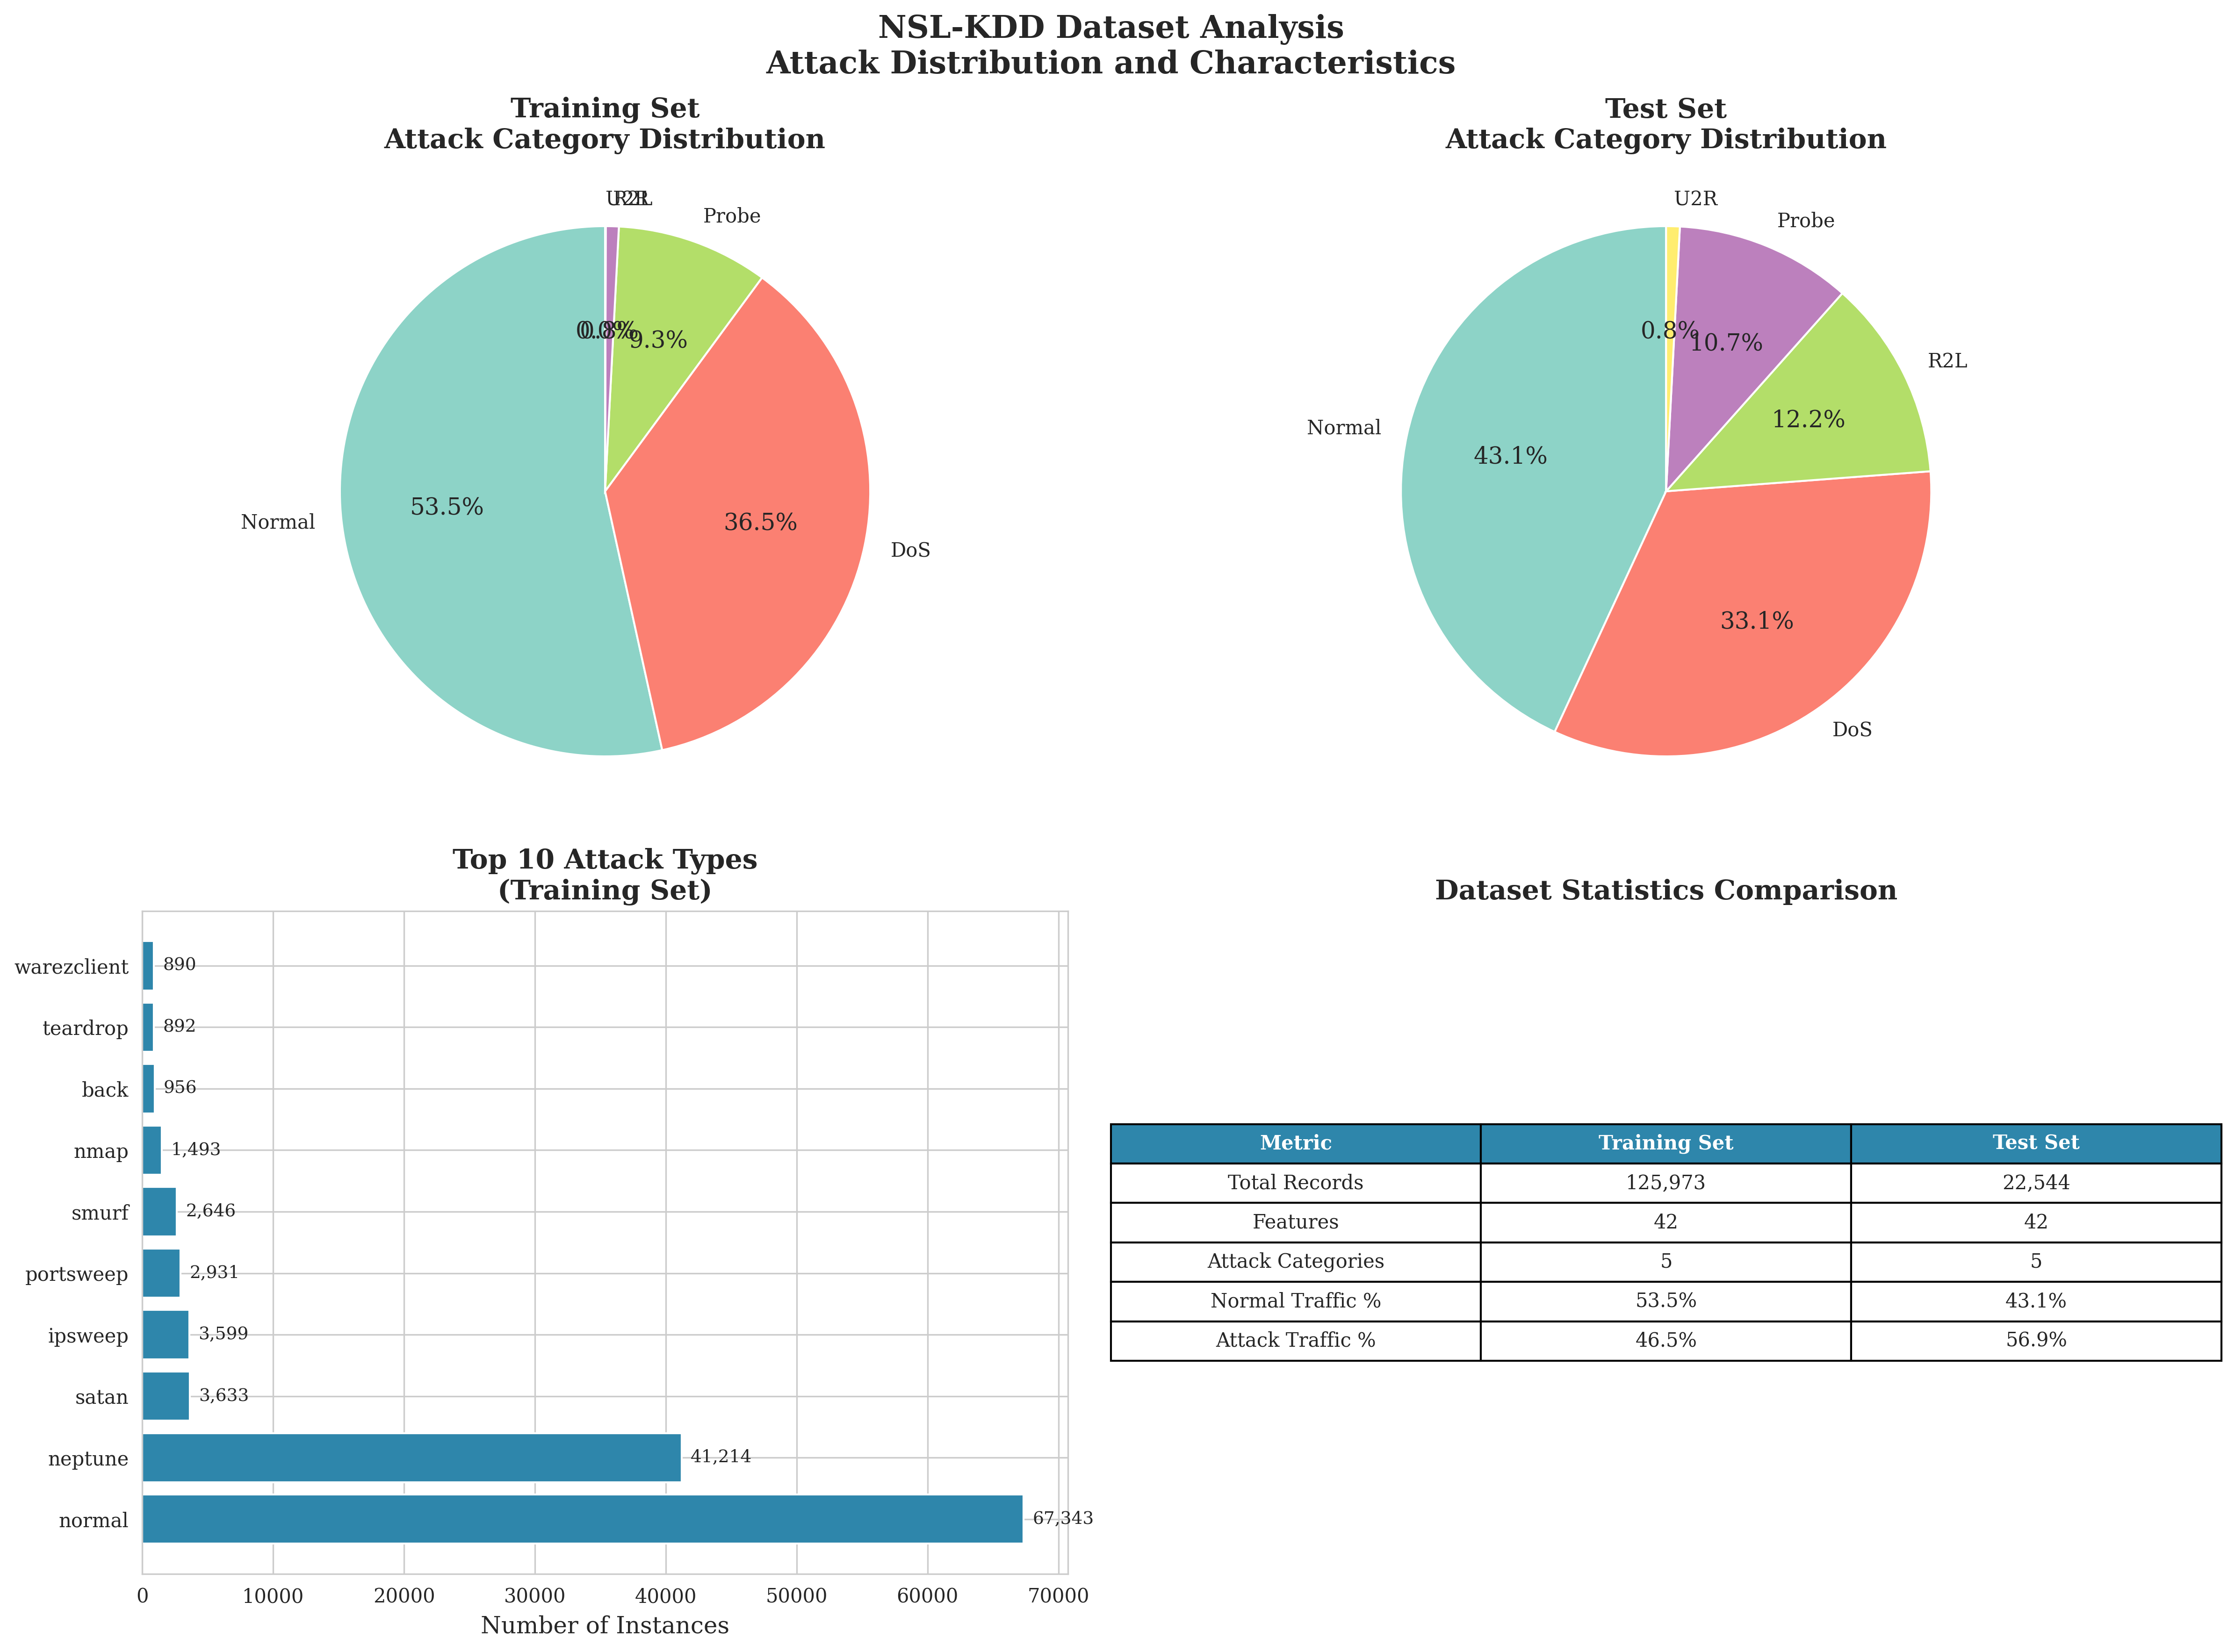 NSL-KDD Dataset Analysis
Attack Distribution and Characteristics
Training Set
Attack Category Distribution
U2R
R2L
Probe
0.0%
0.8%
9.3%
53.5%
Normal
36.5%
DoS
Test Set
Attack Category Distribution
U2R
Probe
0.8%
10.7%
R2L
12.2%
Normal
43.1%
33.1%
DoS
Top 10 Attack Types
(Training Set)
warezclient 890
teardrop 892
back 956
nmap 1,493
smurf 2,646
portsweep 2,931
ipsweep 3,599
satan 3,633
neptune 41,214
normal 67,343
0 10000 20000 30000 40000 50000 60000 70000
Number of Instances
Dataset Statistics Comparison
Metric Training Set Test Set
Total Records 125,973 22,544
Features 42 42
Attack Categories 5 5
Normal Traffic % 53.5% 43.1%
Attack Traffic % 46.5% 56.9%